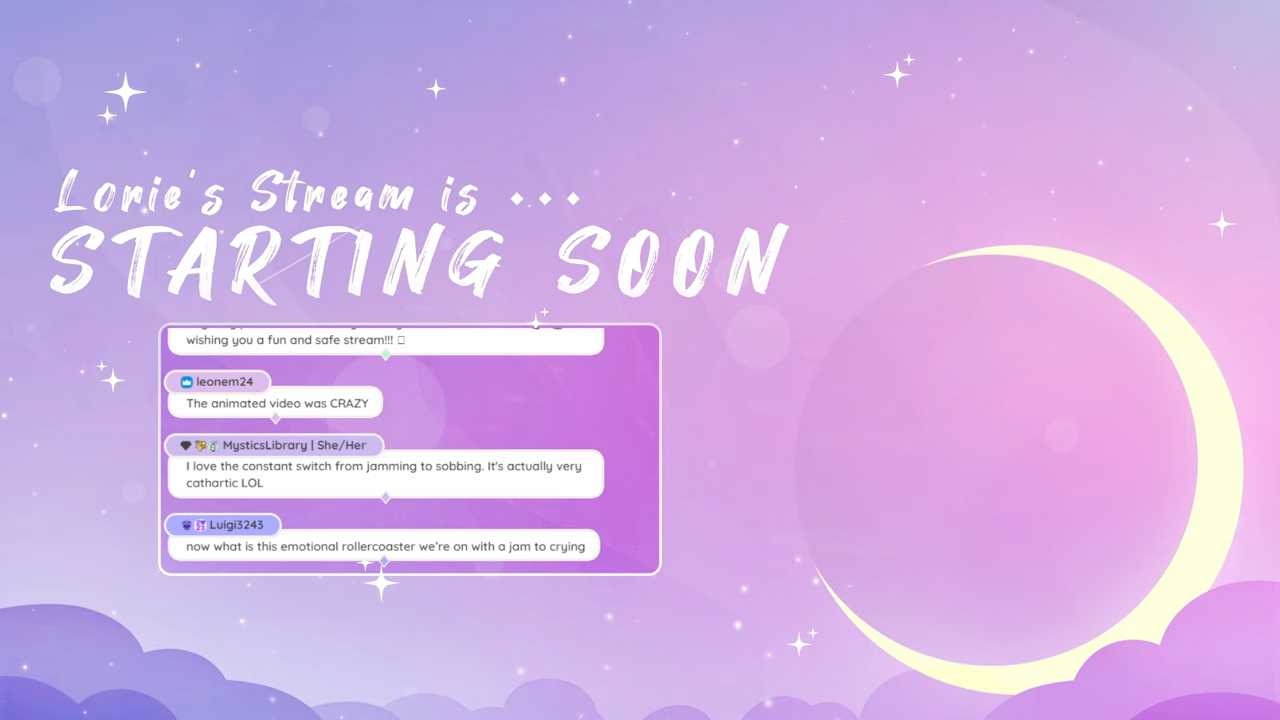 Lorie's Stream is
STARTING SOON
wishing you a fun and safe stream!!!
leonem24
The animated video was CRAZY
MysticsLibrary | She/Her
I love the constant switch from jamming to sobbing. It's actually very
cathartic LOL
Luigi3243
now what is this emotional rollercoaster we're on with a jam to crying